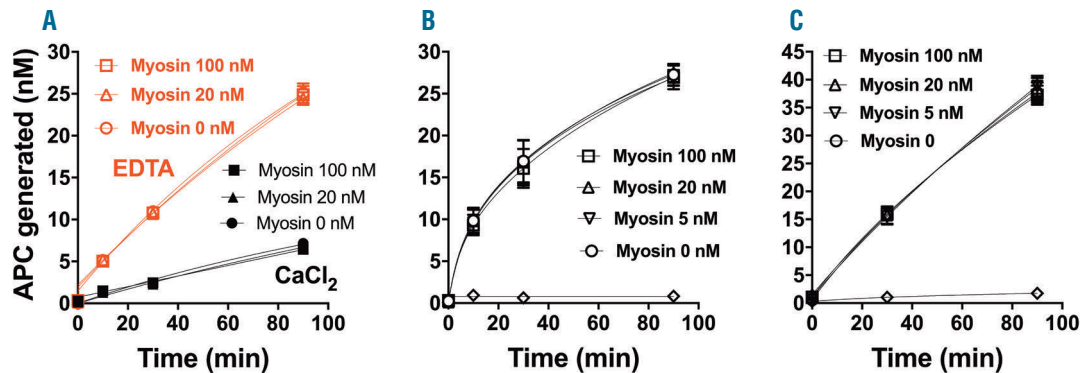 A
APC generated (nM)
30
25
20
15
10
5
0
Myosin 100 nM
Myosin 20 nM
Myosin 0 nM
EDTA
Myosin 100 nM
Myosin 20 nM
Myosin 0 nM
CaCl₂
0 20 40 60 80 100
Time (min)
B
30
25
20
15
10
5
0
Myosin 100 nM
Myosin 20 nM
Myosin 5 nM
Myosin 0 nM
0 20 40 60 80 100
Time (min)
C
45
40
35
30
25
20
15
10
5
0
Myosin 100 nM
Myosin 20 nM
Myosin 5 nM
Myosin 0
0 20 40 60 80 100
Time (min)